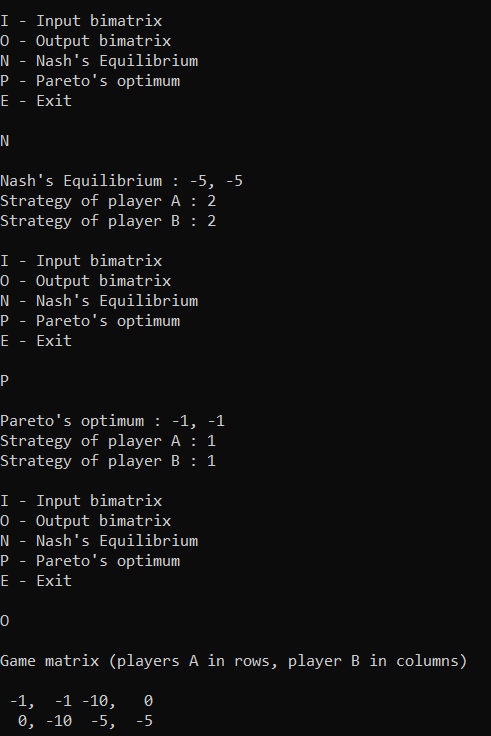 I - Input bimatrix
O - Output bimatrix
N - Nash's Equilibrium
P - Pareto's optimum
E - Exit
N
Nash's Equilibrium : -5, -5
Strategy of player A : 2
Strategy of player B : 2
I - Input bimatrix
O - Output bimatrix
N - Nash's Equilibrium
P - Pareto's optimum
E - Exit
P
Pareto's optimum : -1, -1
Strategy of player A : 1
Strategy of player B : 1
I - Input bimatrix
O - Output bimatrix
N - Nash's Equilibrium
P - Pareto's optimum
E - Exit
O
Game matrix (players A in rows, player B in columns)
-1,  -1 -10,   0
0, -10  -5,  -5